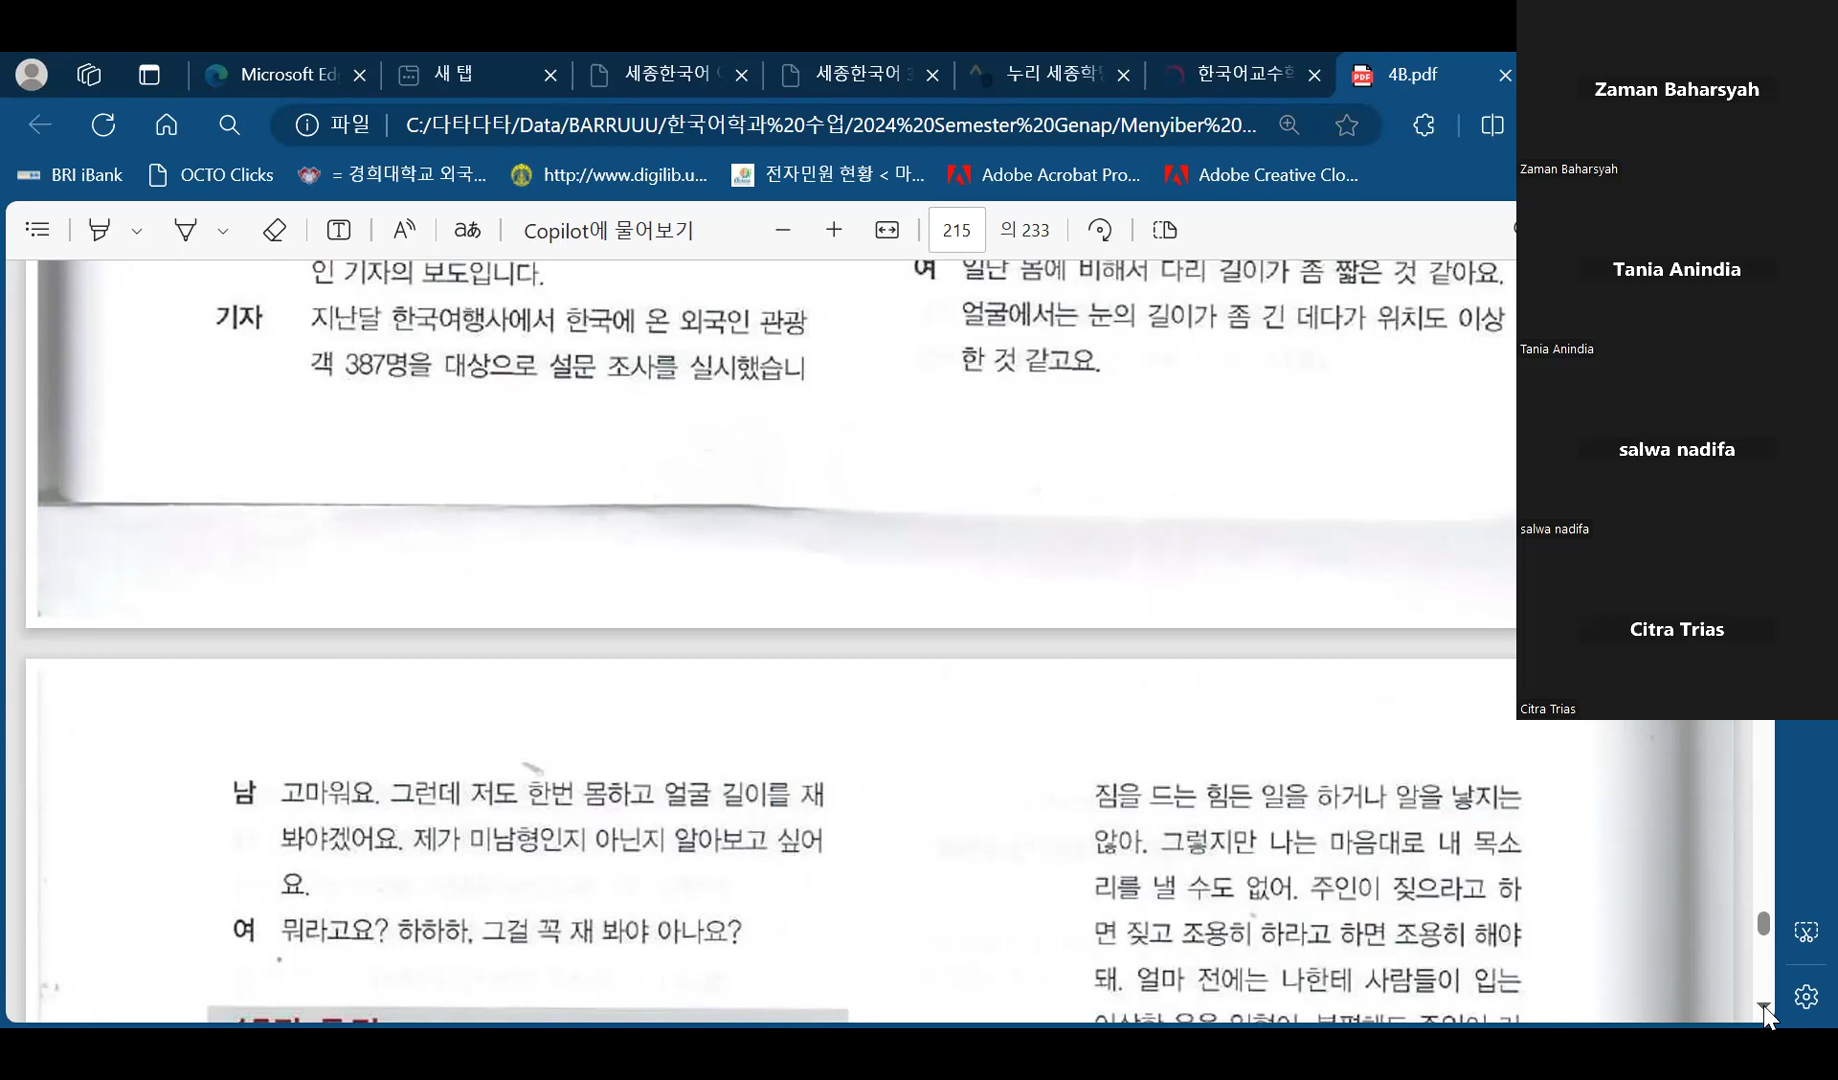 Microsoft Ed
새 탭
세종한국어
세종한국어 3
누리 세종학
한국어교수
4B.pdf
파일
C:/다타다타/Data/BARRUUU/한국어학과%20수업/2024%20Semester%20Genap/Menyiber%20...
BRI iBank
OCTO Clicks
= 경희대학교 외국...
http://www.digilib.u...
전자민원 현황 < 마...
Adobe Acrobat Pro...
Adobe Creative Clo...
Copilot에 물어보기
215
의 233
인 기자의 보도입니다.
기자 지난달 한국여행사에서 한국에 온 외국인 관광
객 387명을 대상으로 설문 조사를 실시했습니
여 일단 몸에 비해서 다리 길이가 좀 짧은 것 같아요.
얼굴에서는 눈의 길이가 좀 긴 데다가 위치도 이상
한 것 같고요.
남 고마워요. 그런데 저도 한번 몸하고 얼굴 길이를 재
봐야겠어요. 제가 미남형인지 아닌지 알아보고 싶어
요.
여 뭐라고요? 하하하, 그걸 꼭 재 봐야 아나요?
짐을 드는 힘든 일을 하거나 알을 낳지는
않아. 그렇지만 나는 마음대로 내 목소
리를 낼 수도 없어. 주인이 짖으라고 하
면 짖고 조용히 하라고 하면 조용히 해야
돼. 얼마 전에는 나한테 사람들이 입는
Zaman Baharsyah
Zaman Baharsyah
Tania Anindia
Tania Anindia
salwa nadifa
salwa nadifa
Citra Trias
Citra Trias